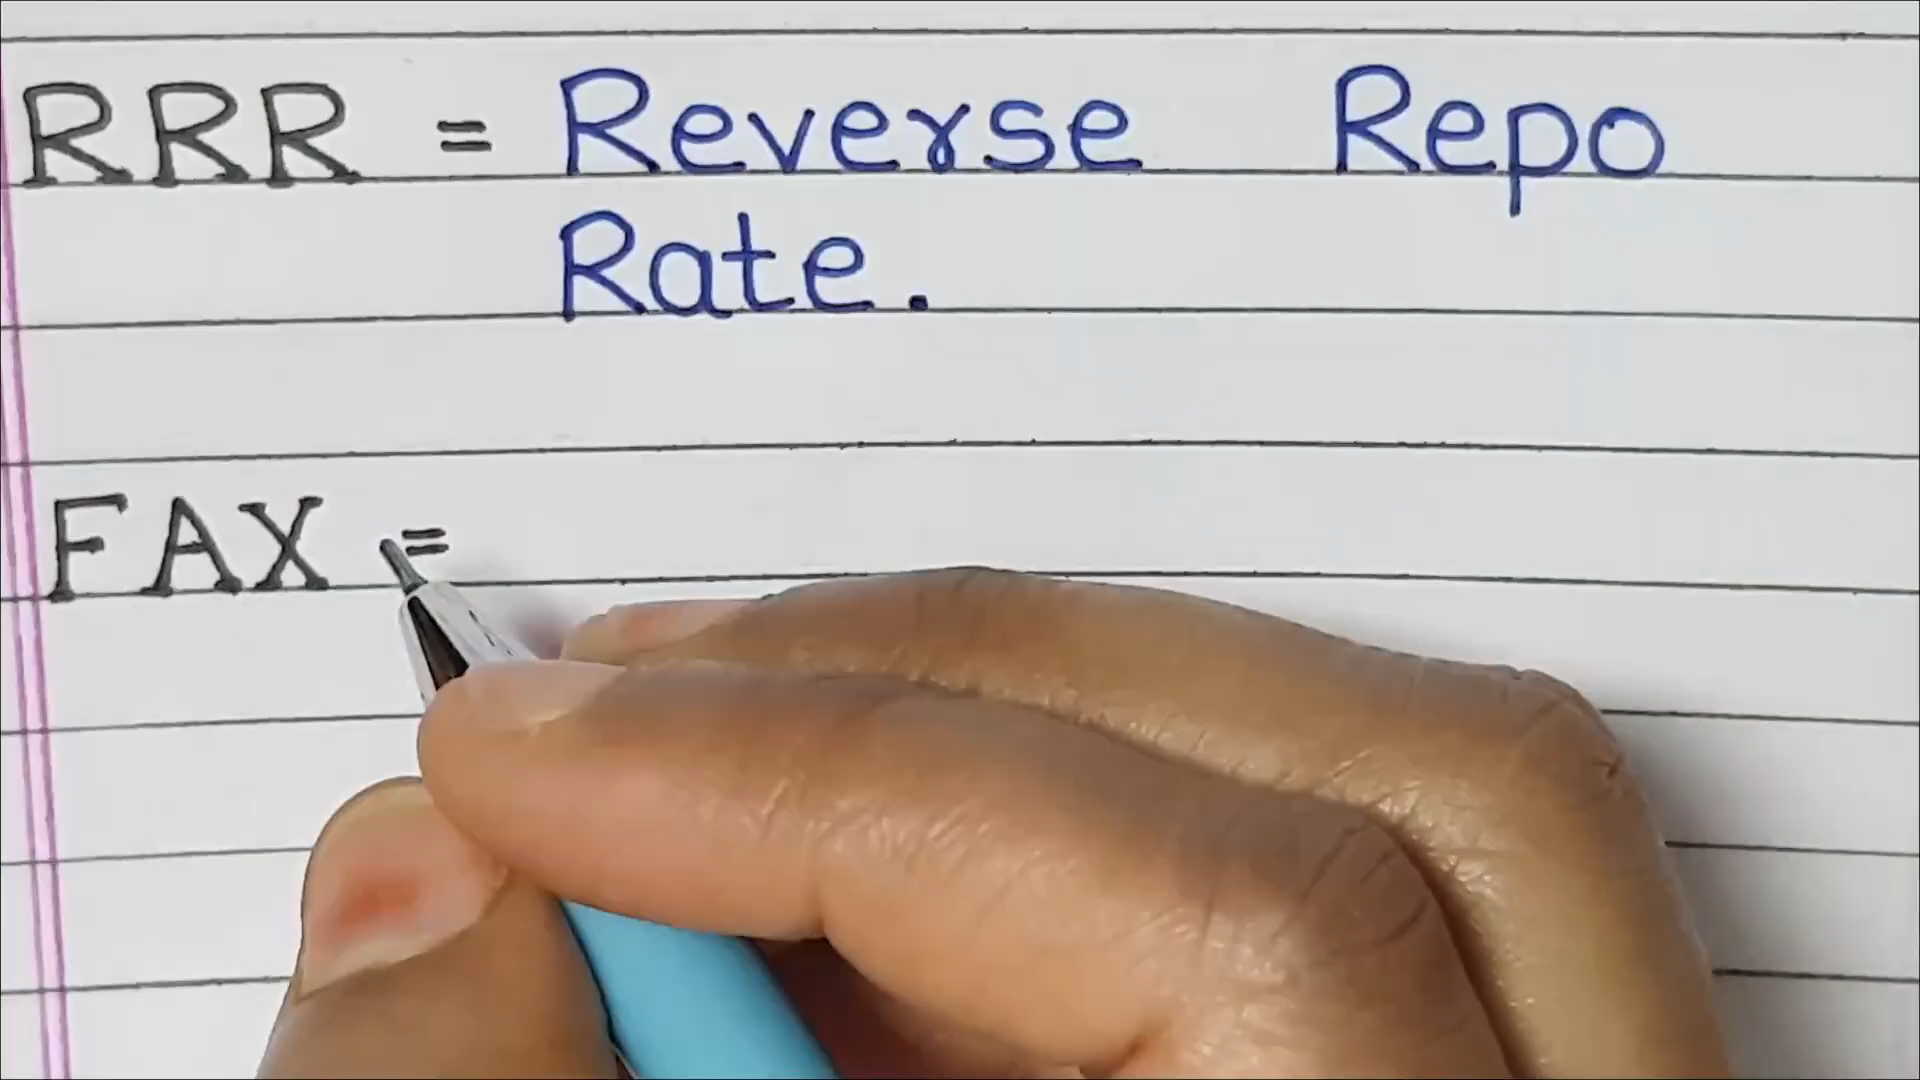 RRR = Reverse Repo
Rate.
FAX =